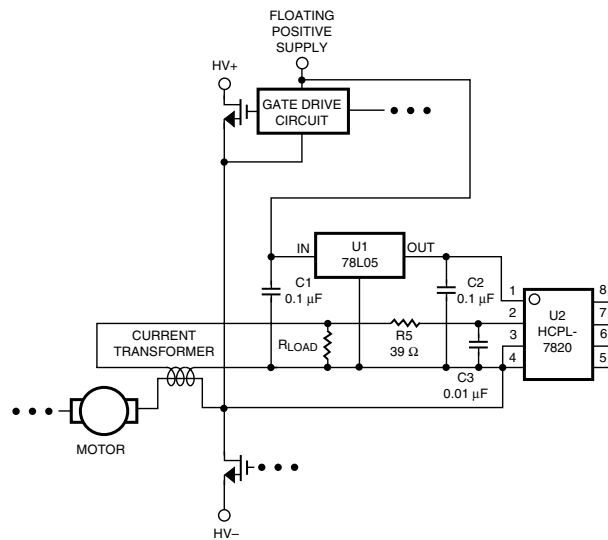 FLOATING
POSITIVE
SUPPLY
HV+
GATE DRIVE
CIRCUIT
IN
U1
78L05
OUT
C1
0.1 µF
C2
0.1 µF
1
2
3
4
U2
HCPL-
7820
8
7
6
5
CURRENT
TRANSFORMER
RLOAD
R5
39 Ω
C3
0.01 µF
MOTOR
HV–